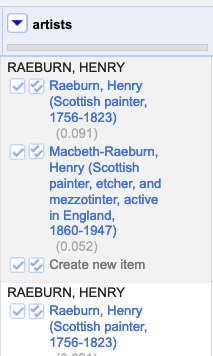 artists
RAEBURN, HENRY
Raeburn, Henry
(Scottish painter,
1756-1823)
(0.091)
Macbeth-Raeburn,
Henry (Scottish
painter, etcher, and
mezzotinter, active
in England,
1860-1947)
(0.052)
Create new item
RAEBURN, HENRY
Raeburn, Henry
(Scottish painter,
1756-1823)